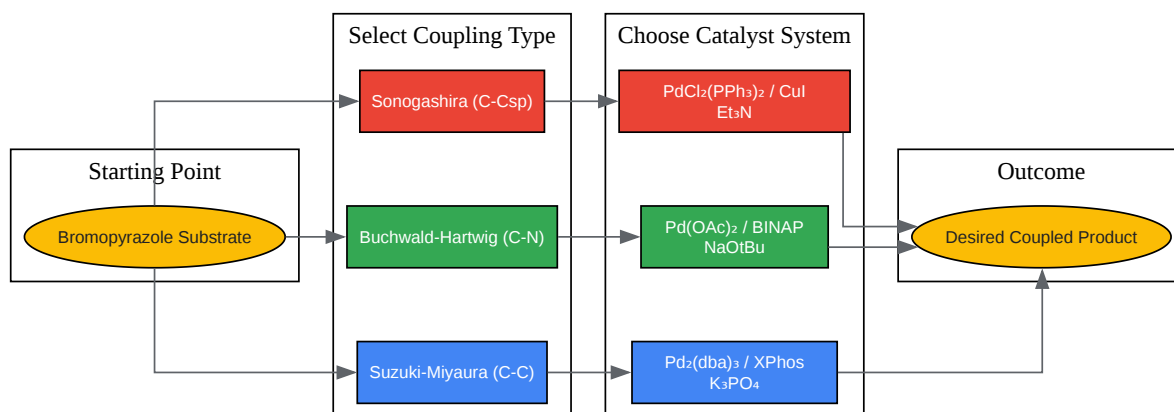 Select Coupling Type
Choose Catalyst System
Sonogashira (C-Csp)
PdCl₂(PPh₃)₂ / CuI
Et₃N
Starting Point
Outcome
Bromopyrazole Substrate
Buchwald-Hartwig (C-N)
Pd(OAc)₂ / BINAP
NaOtBu
Desired Coupled Product
Suzuki-Miyaura (C-C)
Pd₂(dba)₃ / XPhos
K₃PO₄